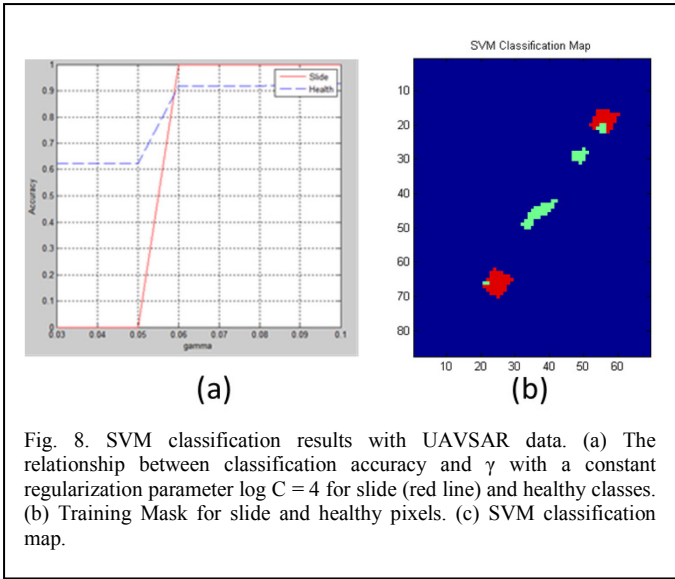 SVM Classification Map
1
0.9
0.8
0.7
0.6
0.5
0.4
0.3
0.2
0.1
0
Accuracy
0.03 0.04 0.05 0.06 0.07 0.08 0.09 0.1
gamma
Slide
Health
10
20
30
40
50
60
70
80
10 20 30 40 50 60
(a) (b)
Fig. 8. SVM classification results with UAVSAR data. (a) The
relationship between classification accuracy and γ with a constant
regularization parameter log C = 4 for slide (red line) and healthy classes.
(b) Training Mask for slide and healthy pixels. (c) SVM classification
map.